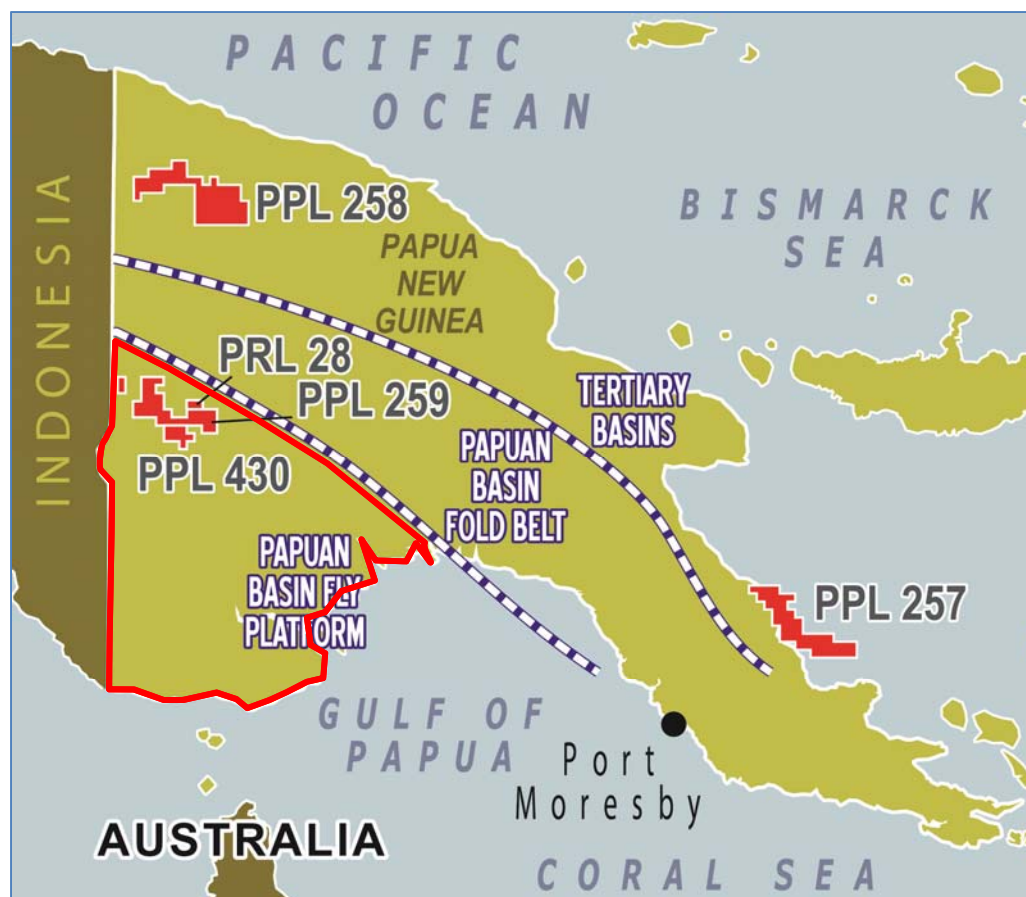 PACIFIC
OCEAN
PPL 258
BISMARCK
SEA
PAPUA
NEW
GUINEA
INDONESIA
PRL 28
PPL 259
PPL 430
TERTIARY
BASINS
PAPUAN
BASIN
FOLD BELT
PAPUAN
BASIN FLY
PLATFORM
PPL 257
GULF OF
PAPUA
Port
Moresby
AUSTRALIA
CORAL SEA